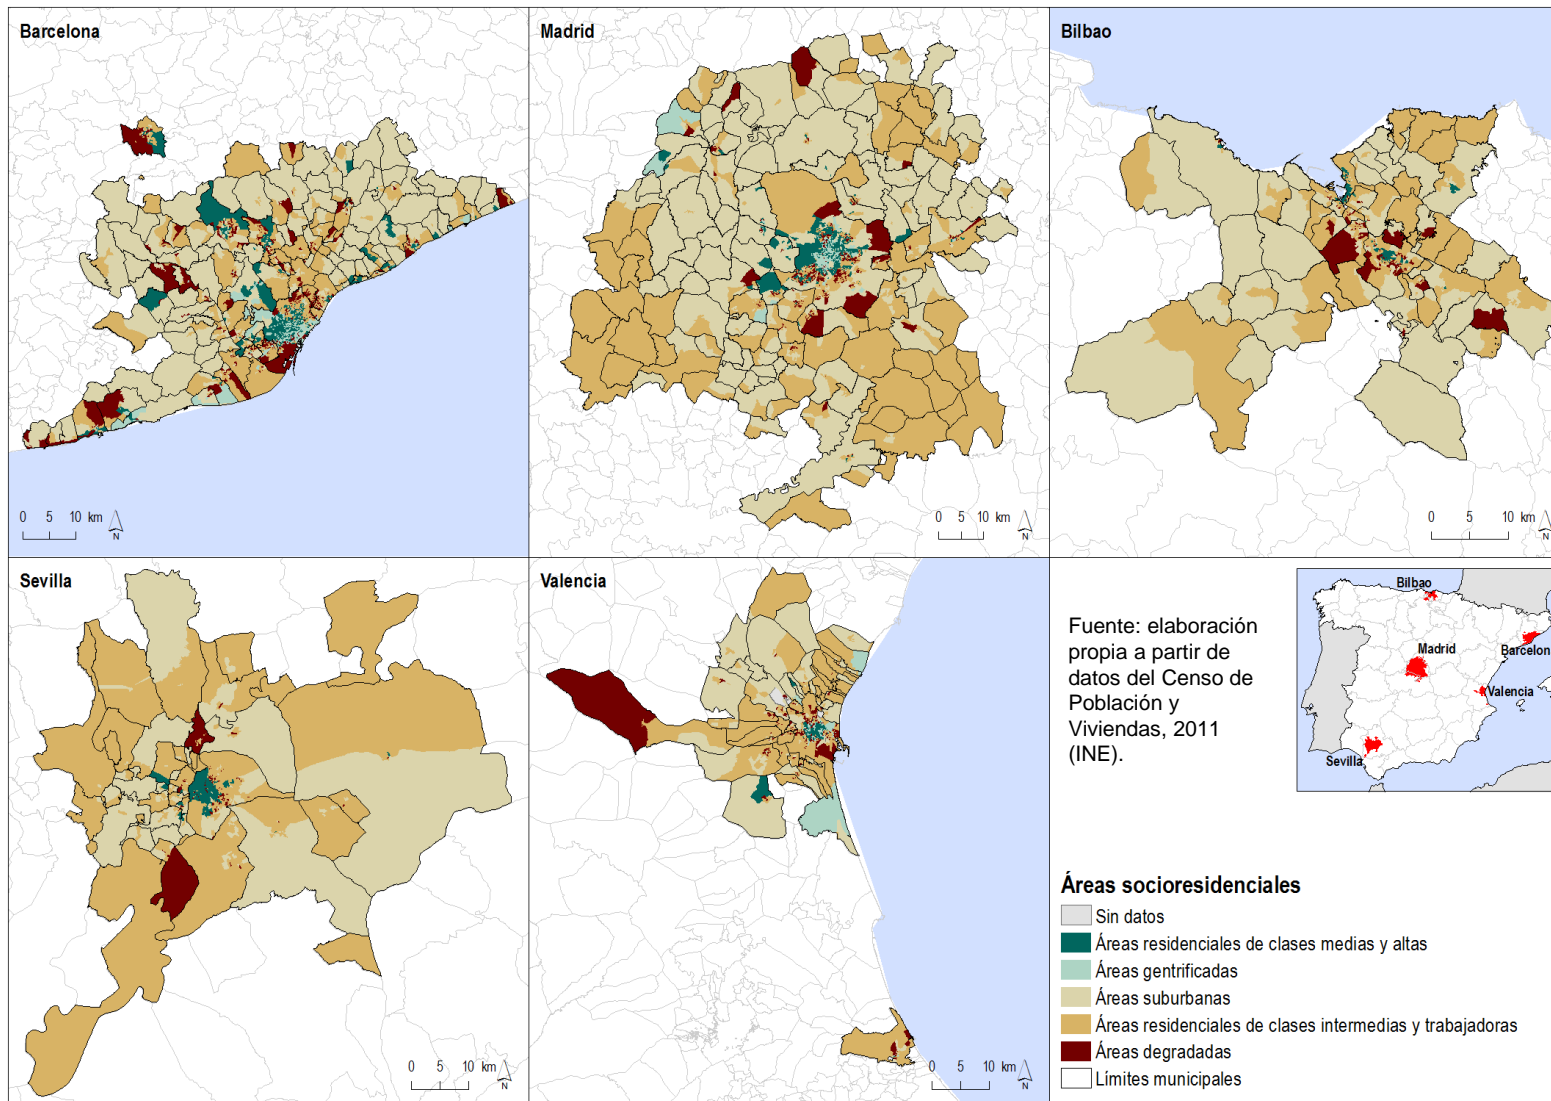 Barcelona
0 5 10 km
N
Madrid
0 5 10 km
N
Bilbao
0 5 10 km
N
Sevilla
0 5 10 km
N
Valencia
0 5 10 km
N
Fuente: elaboración
propia a partir de
datos del Censo de
Población y
Viviendas, 2011
(INE).
Bilbao
Madrid
Barcelon
Valencia
Sevilla
Áreas socioresidenciales
Sin datos
Áreas residenciales de clases medias y altas
Áreas gentrificadas
Áreas suburbanas
Áreas residenciales de clases intermedias y trabajadoras
Áreas degradadas
Límites municipales